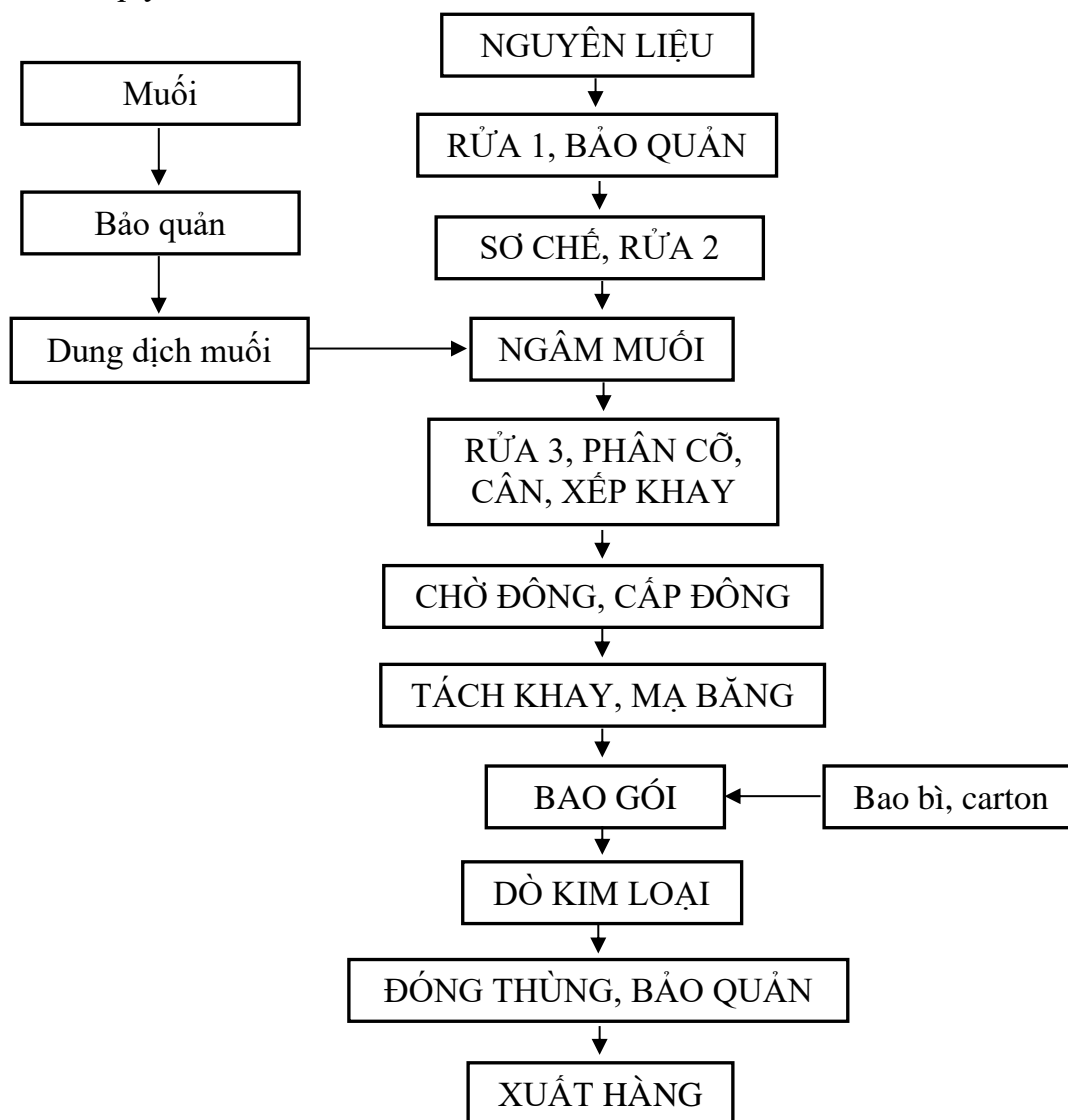 NGUYÊN LIỆU
Muối
RỬA 1, BẢO QUẢN
Bảo quản
SƠ CHẾ, RỬA 2
Dung dịch muối
NGÂM MUỐI
RỬA 3, PHÂN CỠ,
CÂN, XẾP KHAY
CHỜ ĐÔNG, CẤP ĐÔNG
TÁCH KHAY, MẠ BĂNG
BAO GÓI
Bao bì, carton
DÒ KIM LOẠI
ĐÓNG THÙNG, BẢO QUẢN
XUẤT HÀNG